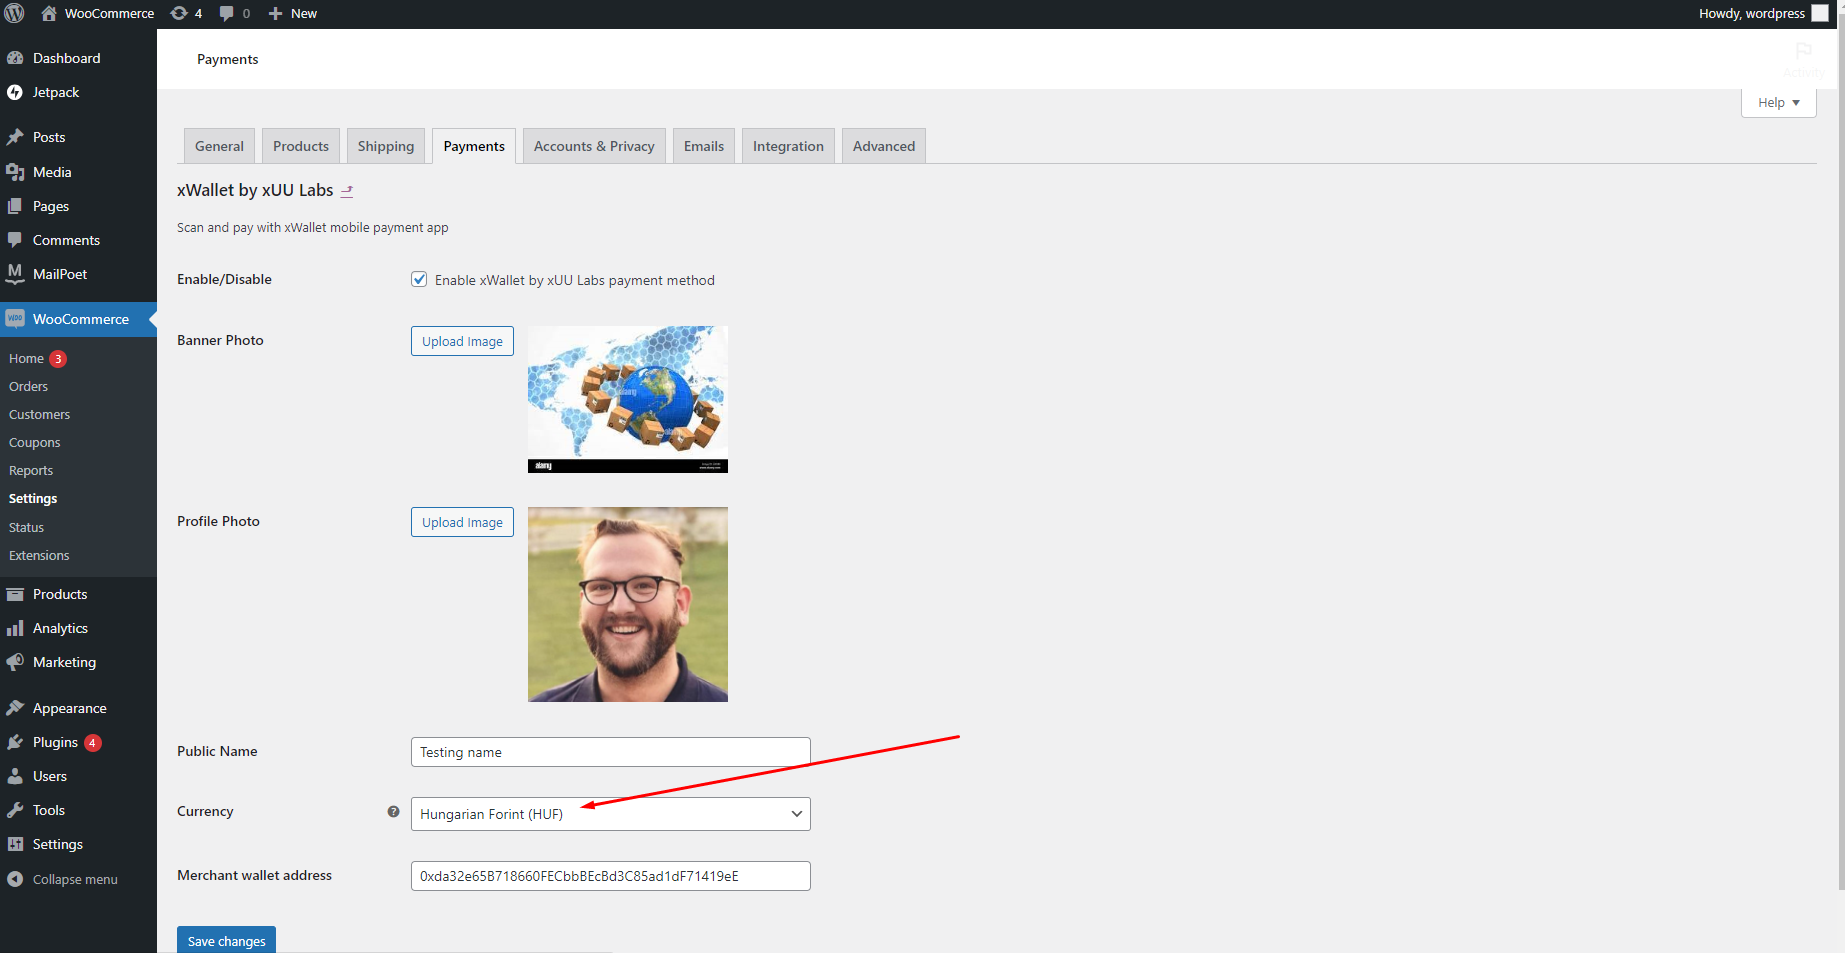 WooCommerce 4 0 New
Howdy, wordpress
Dashboard
Jetpack
Posts
Media
Pages
Comments
MailPoet
WooCommerce
Home 3
Orders
Customers
Coupons
Reports
Settings
Status
Extensions
Products
Analytics
Marketing
Appearance
Plugins 4
Users
Tools
Settings
Collapse menu
Payments
Activity
Help
General Products Shipping Payments Accounts & Privacy Emails Integration Advanced
xWallet by xUU Labs
Scan and pay with xWallet mobile payment app
Enable/Disable Enable xWallet by xUU Labs payment method
Banner Photo Upload Image
alamy
Profile Photo Upload Image
Public Name Testing name
Currency Hungarian Forint (HUF)
Merchant wallet address 0xda32e65B718660FECbbBEcBd3C85ad1dF71419eE
Save changes